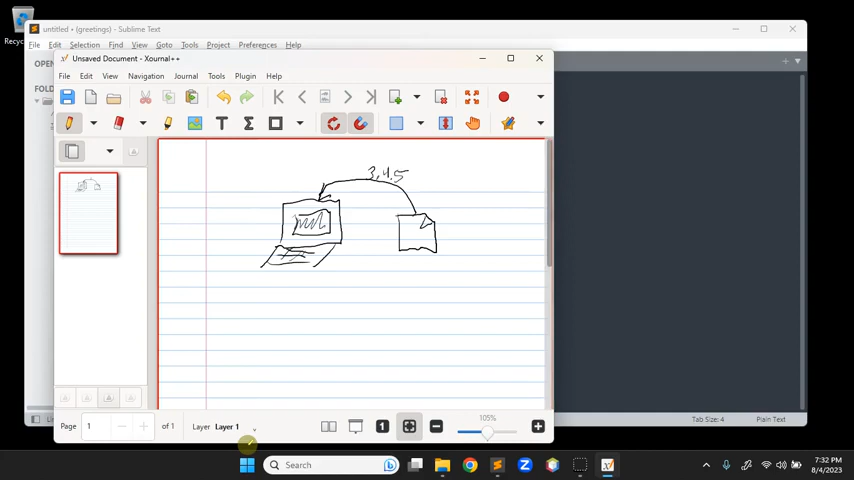 untitled • (greetings) - Sublime Text
File Edit Selection Find View Goto Tools Project Preferences Help
Unsaved Document - Xournal++
File Edit View Navigation Journal Tools Plugin Help
3,4.5
Page 1 of 1 Layer Layer 1
105%
Tab Size: 4 Plain Text
Search
7:32 PM
8/4/2023